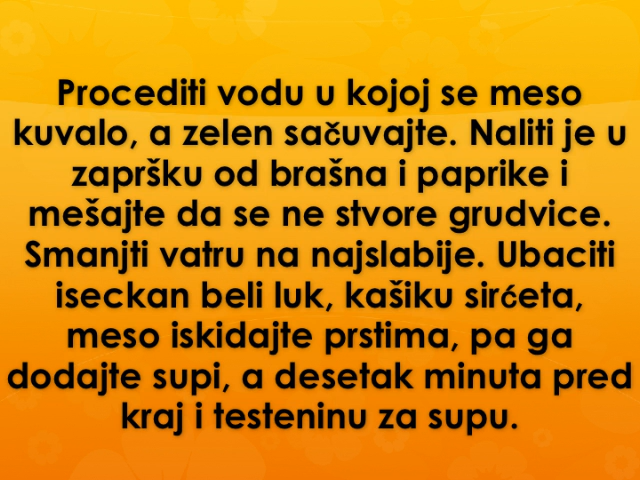 Procediti vodu u kojoj se meso
kuvalo, a zelen sačuvajte. Naliti je u
zapršku od brašna i paprike i
mešajte da se ne stvore grudvice.
Smanjti vatru na najslabije. Ubaciti
iseckan beli luk, kašiku sirćeta,
meso iskidajte prstima, pa ga
dodajte supi, a desetak minuta pred
kraj i testeninu za supu.